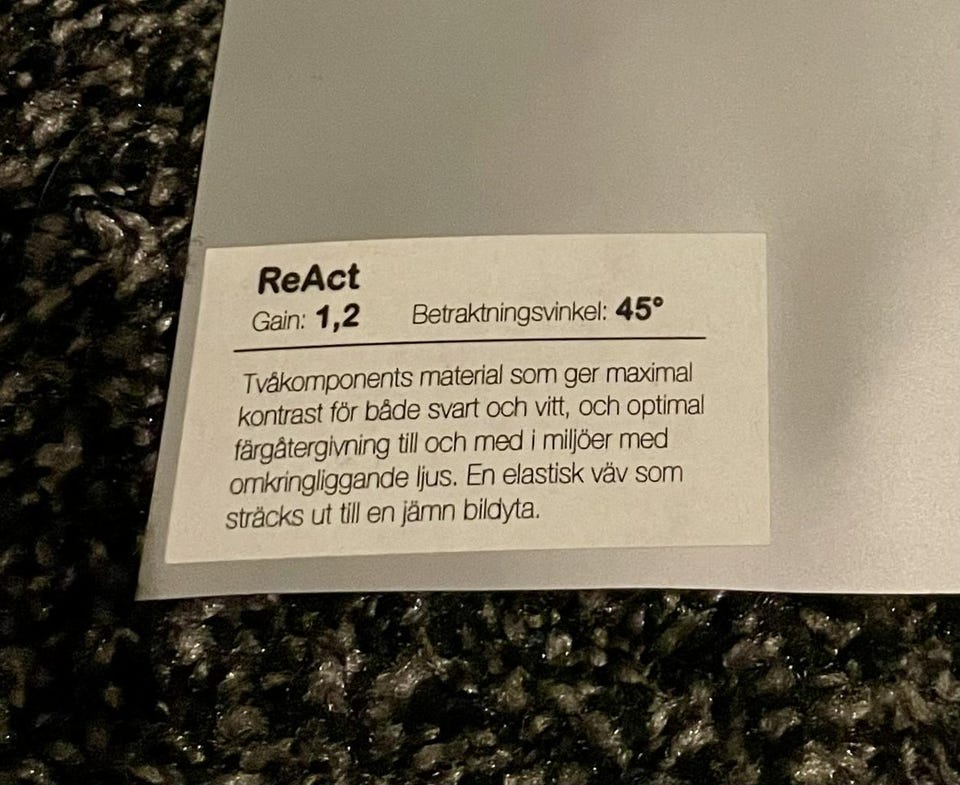 ReAct
Gain: 1,2 Betraktningsvinkel: 45°
Tvåkomponents material som ger maximal
kontrast för både svart och vitt, och optimal
färgåtergivning till och med i miljöer med
omkringliggande ljus. En elastisk väv som
sträcks ut till en jämn bildyta.